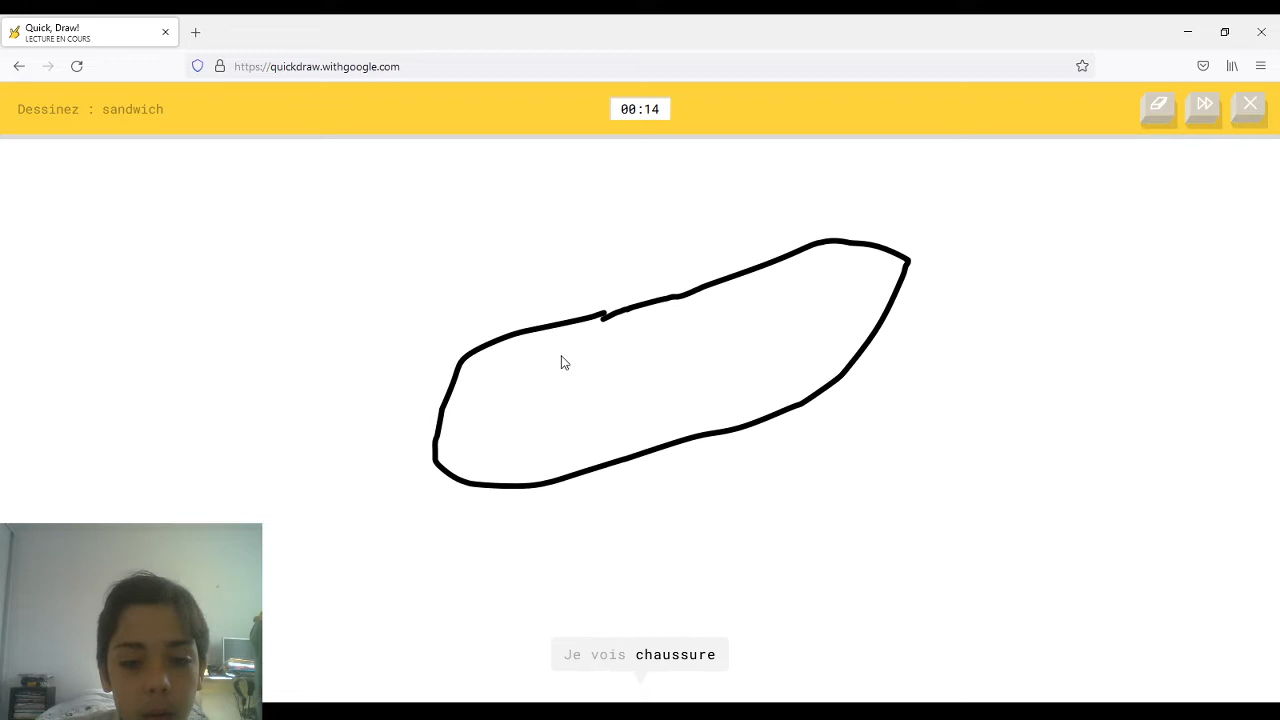 Quick, Draw!
LECTURE EN COURS
https://quickdraw.withgoogle.com
Dessinez : sandwich
00:14
Je vois chaussure